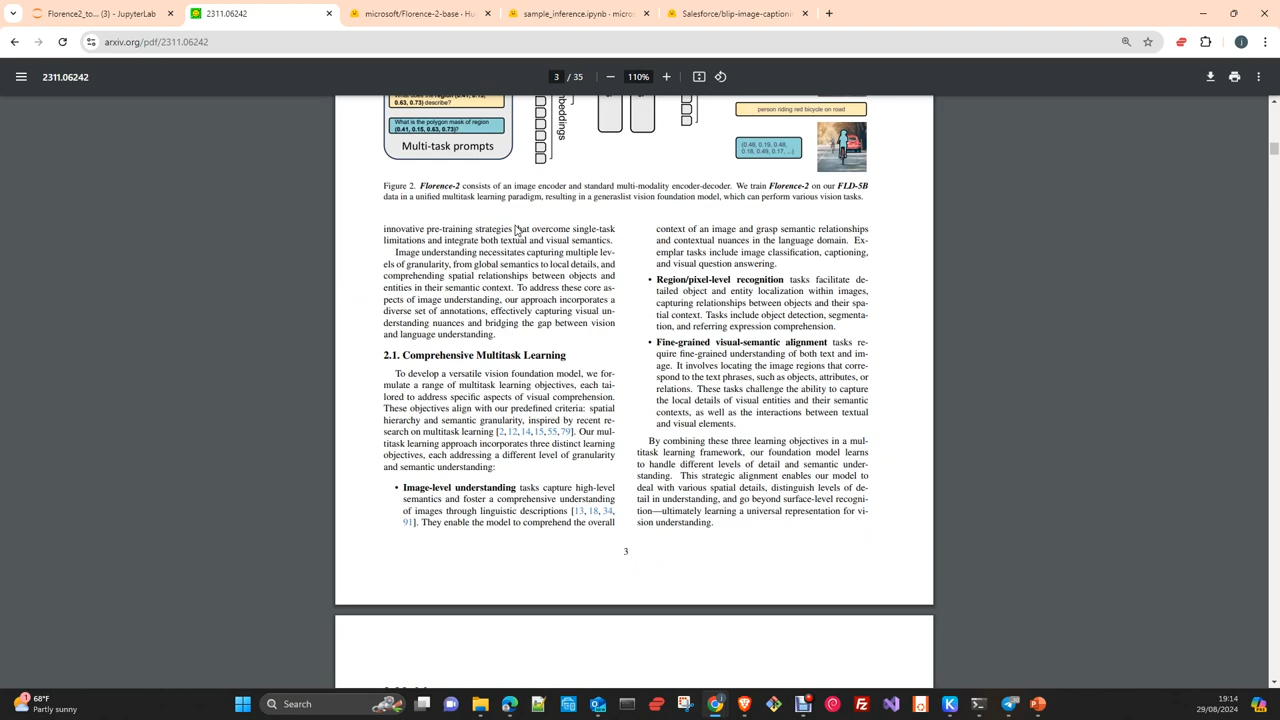 Florence2_to... (3) - JupyterLab
2311.06242
microsoft/Florence-2-base · Hu
sample_inference.ipynb · micros
Salesforce/blip-image-captionin
arxiv.org/pdf/2311.06242
2311.06242
3 / 35
110%
0.63, 0.73) describe?
What is the polygon mask of region
(0.41, 0.15, 0.63, 0.73)?
Multi-task prompts
person riding red bicycle on road
(0.48, 0.19, 0.48,
0.18, 0.49, 0.17, ...)
Figure 2. Florence-2 consists of an image encoder and standard multi-modality encoder-decoder. We train Florence-2 on our FLD-5B
data in a unified multitask learning paradigm, resulting in a generaslist vision foundation model, which can perform various vision tasks.
innovative pre-training strategies that overcome single-task
limitations and integrate both textual and visual semantics.
Image understanding necessitates capturing multiple lev-
els of granularity, from global semantics to local details, and
comprehending spatial relationships between objects and
entities in their semantic context. To address these core as-
pects of image understanding, our approach incorporates a
diverse set of annotations, effectively capturing visual un-
derstanding nuances and bridging the gap between vision
and language understanding.
2.1. Comprehensive Multitask Learning
To develop a versatile vision foundation model, we for-
mulate a range of multitask learning objectives, each tai-
lored to address specific aspects of visual comprehension.
These objectives align with our predefined criteria: spatial
hierarchy and semantic granularity, inspired by recent re-
search on multitask learning [2,12,14,15,55,79]. Our mul-
titask learning approach incorporates three distinct learning
objectives, each addressing a different level of granularity
and semantic understanding:
• Image-level understanding tasks capture high-level
semantics and foster a comprehensive understanding
of images through linguistic descriptions [13, 18, 34,
91]. They enable the model to comprehend the overall
context of an image and grasp semantic relationships
and contextual nuances in the language domain. Ex-
emplar tasks include image classification, captioning,
and visual question answering.
• Region/pixel-level recognition tasks facilitate de-
tailed object and entity localization within images,
capturing relationships between objects and their spa-
tial context. Tasks include object detection, segmenta-
tion, and referring expression comprehension.
• Fine-grained visual-semantic alignment tasks re-
quire fine-grained understanding of both text and im-
age. It involves locating the image regions that corre-
spond to the text phrases, such as objects, attributes, or
relations. These tasks challenge the ability to capture
the local details of visual entities and their semantic
contexts, as well as the interactions between textual
and visual elements.
By combining these three learning objectives in a mul-
titask learning framework, our foundation model learns
to handle different levels of detail and semantic under-
standing. This strategic alignment enables our model to
deal with various spatial details, distinguish levels of de-
tail in understanding, and go beyond surface-level recogni-
tion—ultimately learning a universal representation for vi-
sion understanding.
3
68°F
Partly sunny
Search
19:14
29/08/2024